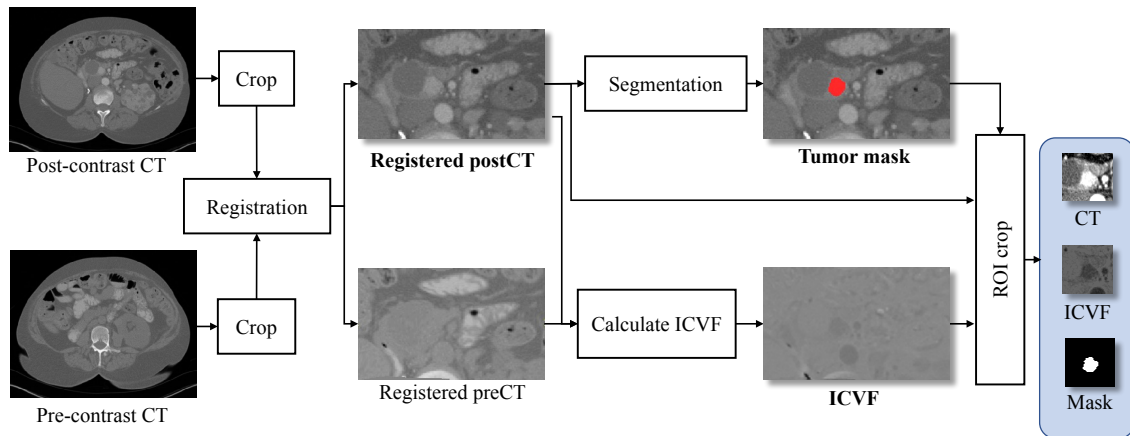 Post-contrast CT
Crop
Registered postCT
Segmentation
Tumor mask
Registration
Pre-contrast CT
Crop
Registered preCT
Calculate ICVF
ICVF
ROI crop
CT
ICVF
Mask